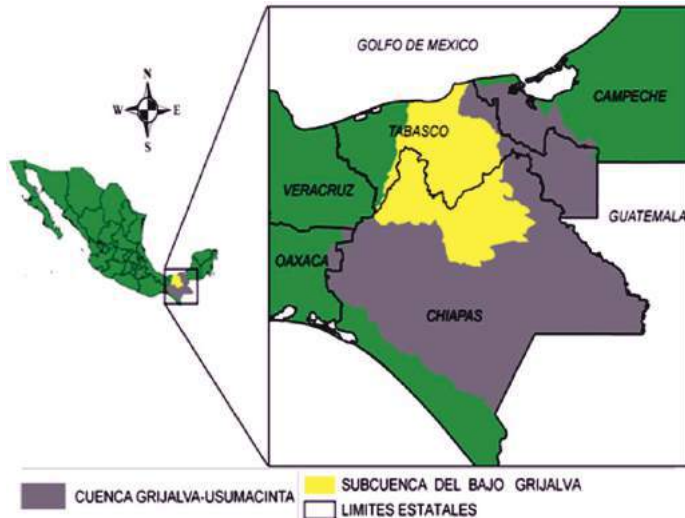 GOLFO DE MEXICO
N
W E
S
CAMPECHE
TABASCO
VERACRUZ
GUATEMALA
OAXACA
CHIAPAS
CUENCA GRIJALVA-USUMACINTA
SUBCUENCA DEL BAJO GRIJALVA
LIMITES ESTATALES